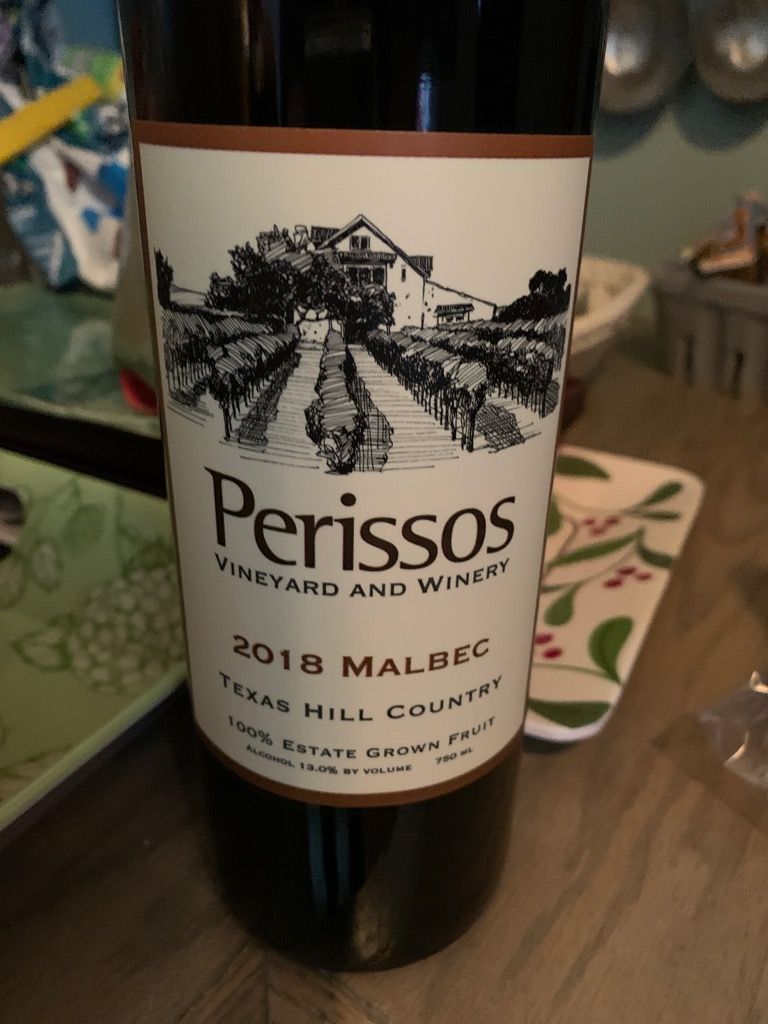 Perissos
VINEYARD AND WINERY
2018 MALBEC
TEXAS HILL COUNTRY
100% ESTATE GROWN FRUIT
ALCOHOL 13.0% BY VOLUME 750 ML